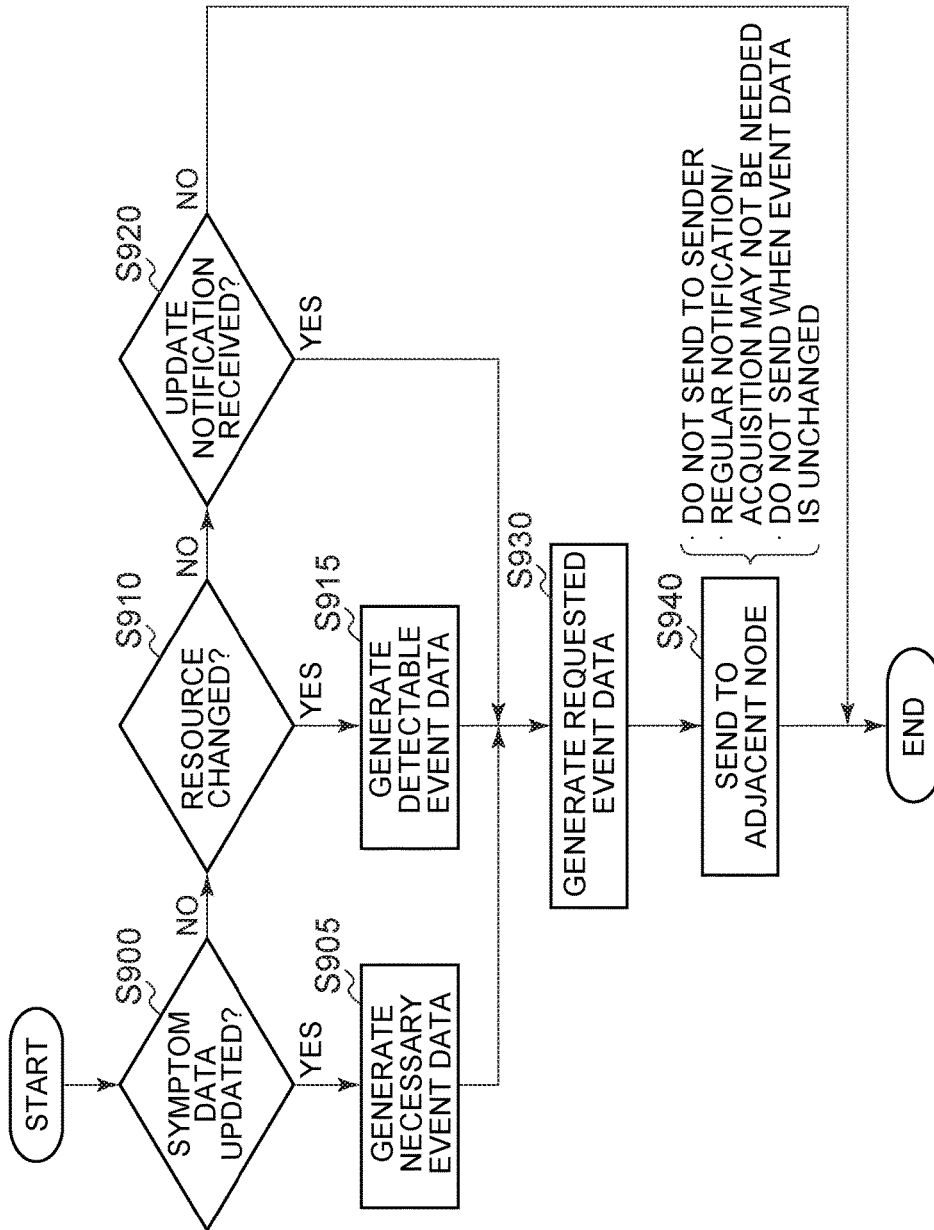 START
S900
SYMPTOM
DATA
UPDATED?
NO
YES
S905
GENERATE
NECESSARY
EVENT DATA
S910
RESOURCE
CHANGED?
NO
YES
S915
GENERATE
DETECTABLE
EVENT DATA
S920
UPDATE
NOTIFICATION
RECEIVED?
NO
YES
S930
GENERATE REQUESTED
EVENT DATA
S940
SEND TO
ADJACENT NODE
· DO NOT SEND TO SENDER
· REGULAR NOTIFICATION/
ACQUISITION MAY NOT BE NEEDED
· DO NOT SEND WHEN EVENT DATA
IS UNCHANGED
END